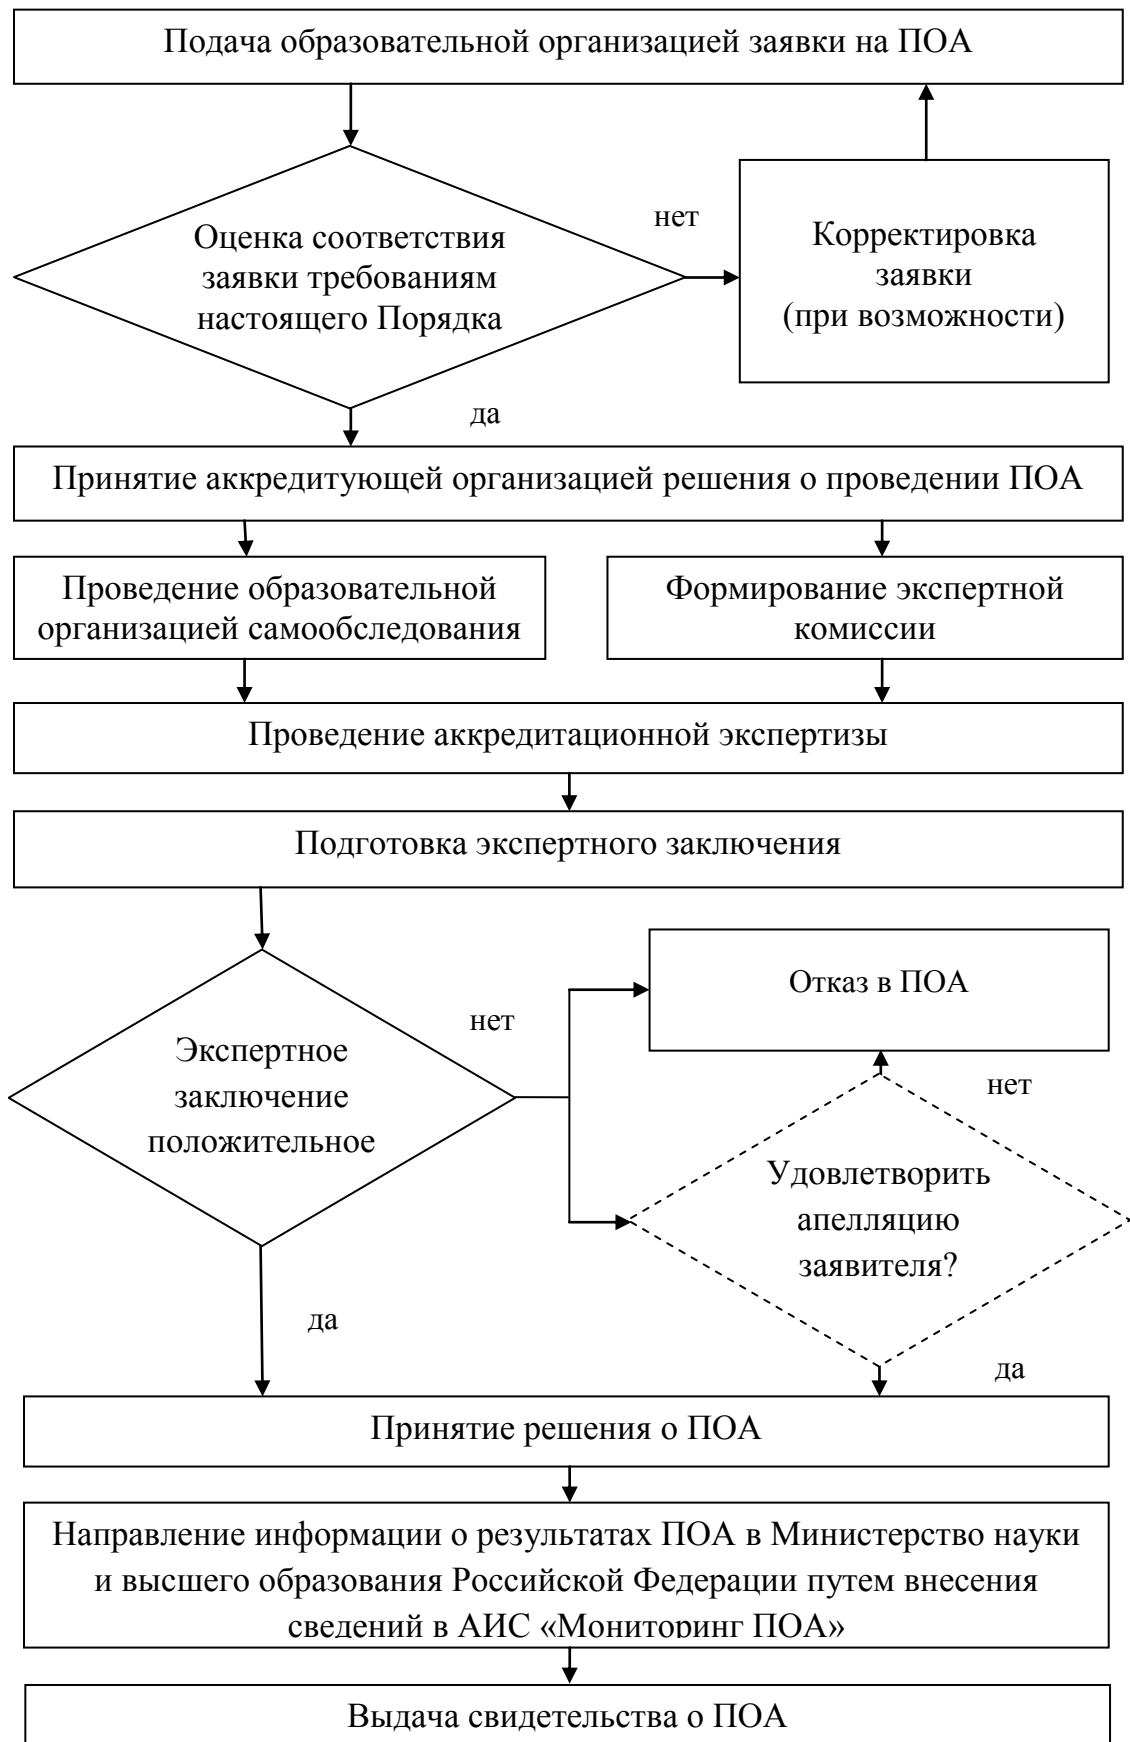 Подача образовательной организацией заявки на ПОА
нет
Оценка соответствия
заявки требованиям
настоящего Порядка
Корректировка
заявки
(при возможности)
да
Принятие аккредитующей организацией решения о проведении ПОА
Проведение образовательной
организацией самообследования
Формирование экспертной
комиссии
Проведение аккредитационной экспертизы
Подготовка экспертного заключения
Отказ в ПОА
нет
Экспертное
заключение
положительное
нет
Удовлетворить
апелляцию
заявителя?
да
да
Принятие решения о ПОА
Направление информации о результатах ПОА в Министерство науки
и высшего образования Российской Федерации путем внесения
сведений в АИС «Мониторинг ПОА»
Выдача свидетельства о ПОА